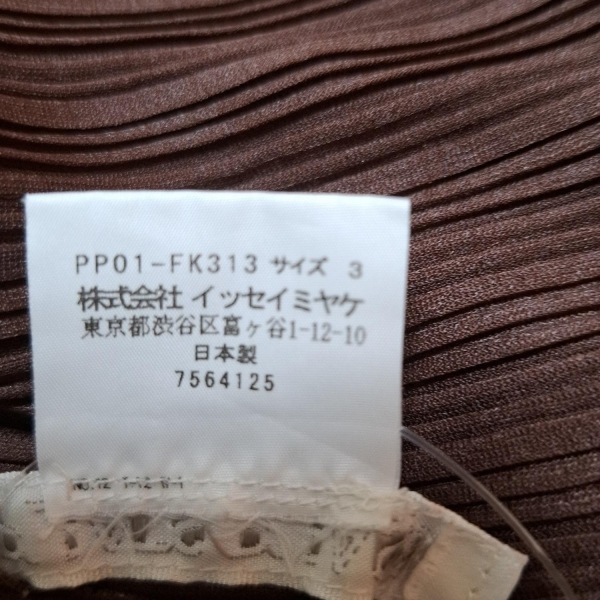 PP01-FK313 サイズ 3
株式会社 イッセイミヤケ
東京都渋谷区富ヶ谷1-12-10
日本製
7564125